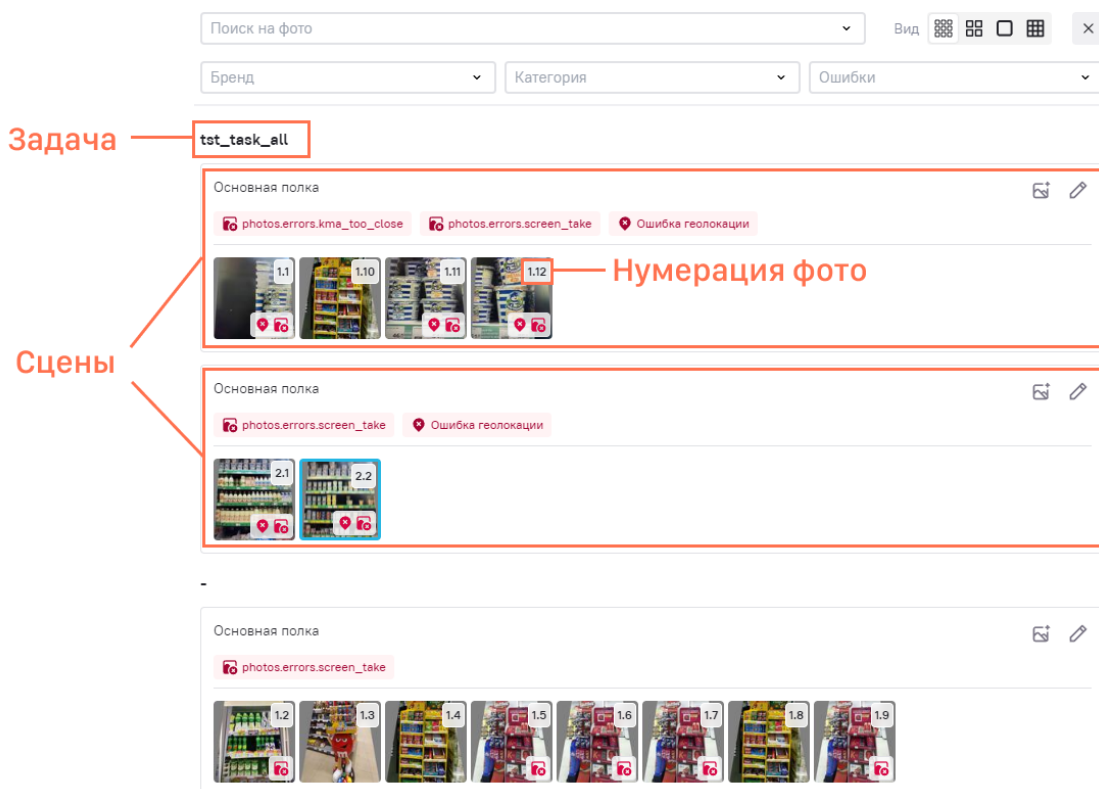 Поиск на фото
Вид
Бренд
Категория
Ошибки
Задача
tst_task_all
Основная полка
photos.errors.kma_too_close photos.errors.screen_take Ошибка геолокации
1.1 1.10 1.11 1.12
Нумерация фото
Сцены
Основная полка
photos.errors.screen_take Ошибка геолокации
2.1 2.2
-
Основная полка
photos.errors.screen_take
1.2 1.3 1.4 1.5 1.6 1.7 1.8 1.9